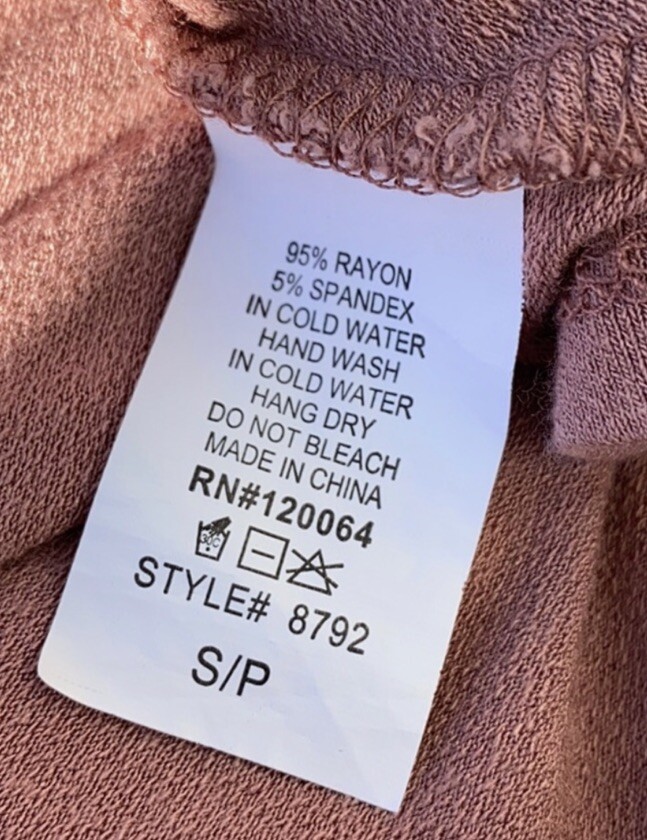 95% RAYON
5% SPANDEX
IN COLD WATER
HAND WASH
IN COLD WATER
HANG DRY
DO NOT BLEACH
MADE IN CHINA
RN#120064
30C
STYLE# 8792
S/P